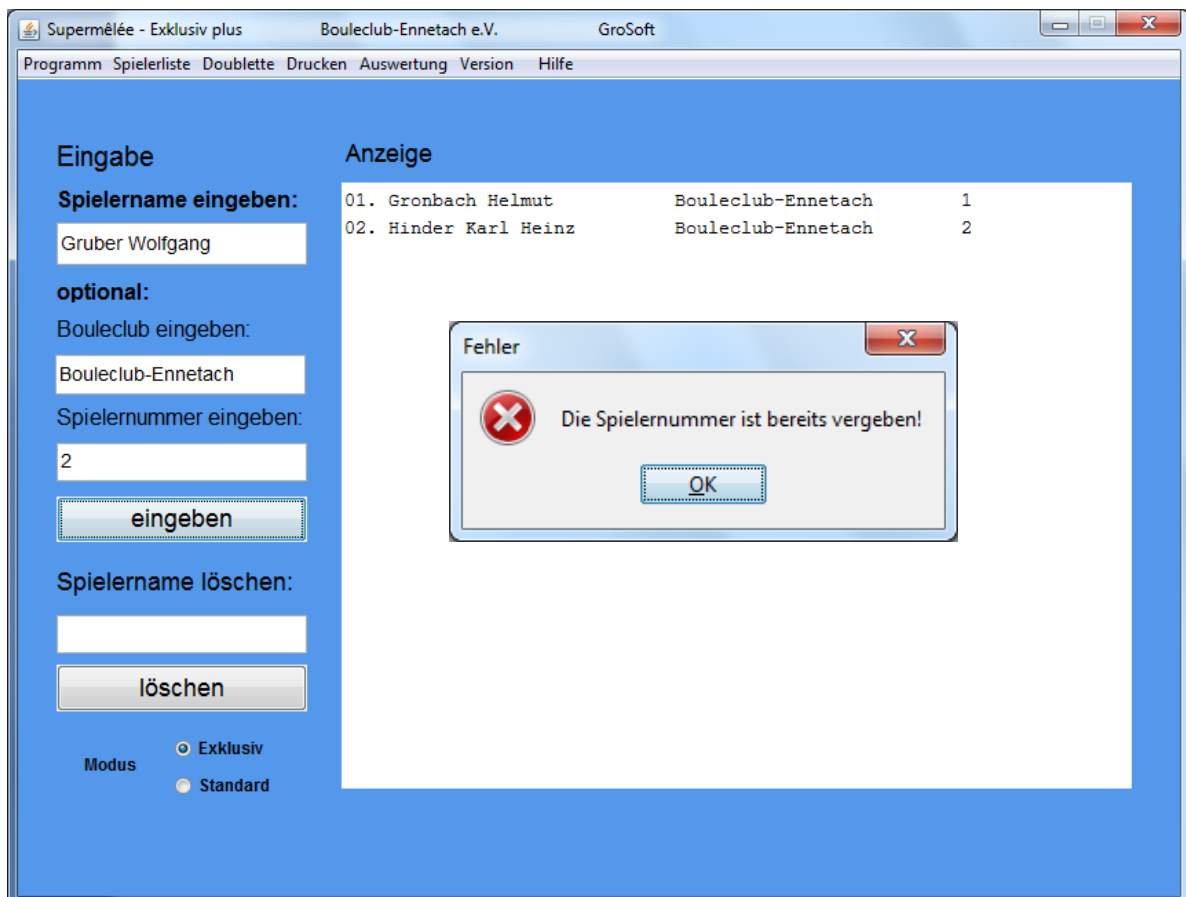 Supermêlée - Exklusiv plus Bouleclub-Ennetach e.V. GroSoft
Programm Spielerliste Doublette Drucken Auswertung Version Hilfe
Eingabe
Spielername eingeben:
Gruber Wolfgang
optional:
Bouleclub eingeben:
Bouleclub-Ennetach
Spielernummer eingeben:
2
eingeben
Spielername löschen:
löschen
Modus
Exklusiv
Standard
Anzeige
01. Gronbach Helmut Bouleclub-Ennetach 1
02. Hinder Karl Heinz Bouleclub-Ennetach 2
Fehler
Die Spielernummer ist bereits vergeben!
OK